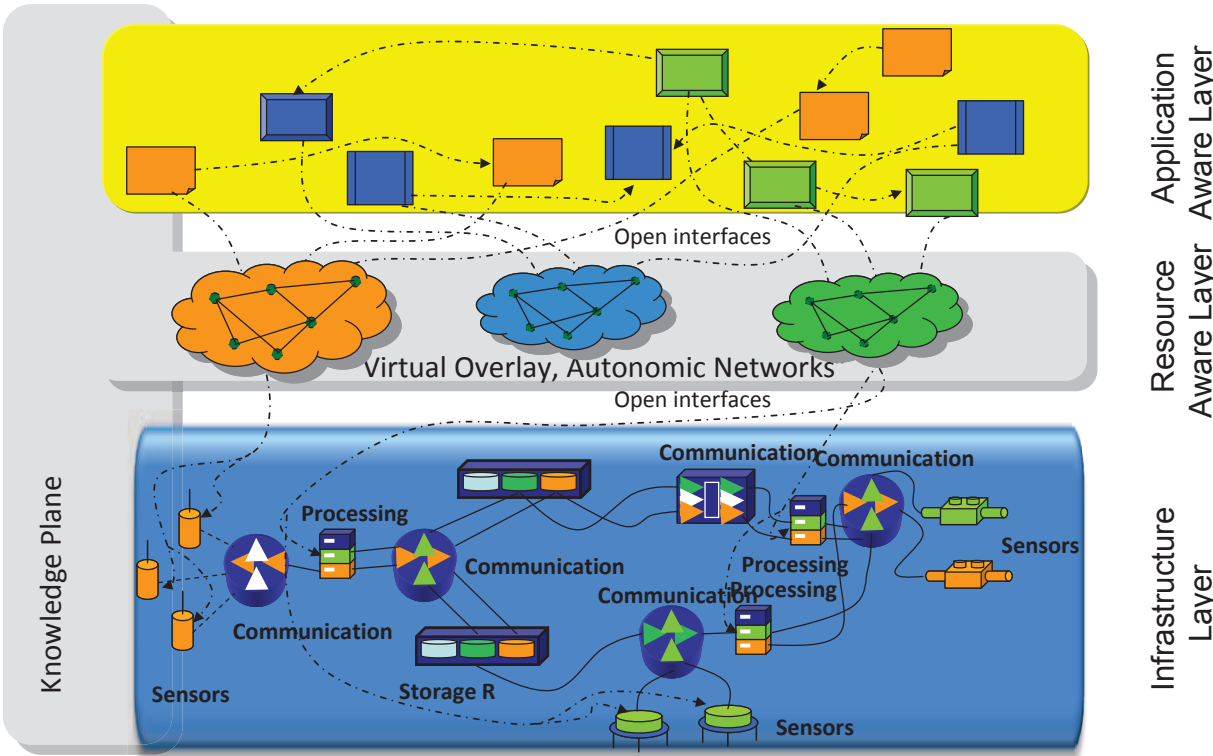 Application
Aware Layer
Open interfaces
Resource
Aware Layer
Virtual Overlay, Autonomic Networks
Open interfaces
Knowledge Plane
Infrastructure
Layer
Communication
Communication
Processing
Sensors
Communication
Processing
Processing
Communication
Communication
Sensors
Storage R
Sensors